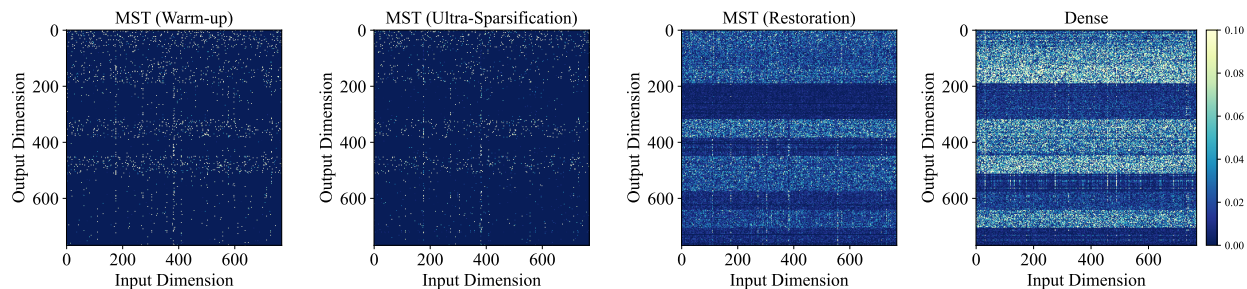 MST (Warm-up)
0
200
400
600
Output Dimension
0 200 400 600
Input Dimension
MST (Ultra-Sparsification)
0
200
400
600
Output Dimension
0 200 400 600
Input Dimension
MST (Restoration)
0
200
400
600
Output Dimension
0 200 400 600
Input Dimension
Dense
0
200
400
600
Output Dimension
0 200 400 600
Input Dimension
0.10
0.08
0.06
0.04
0.02
0.00